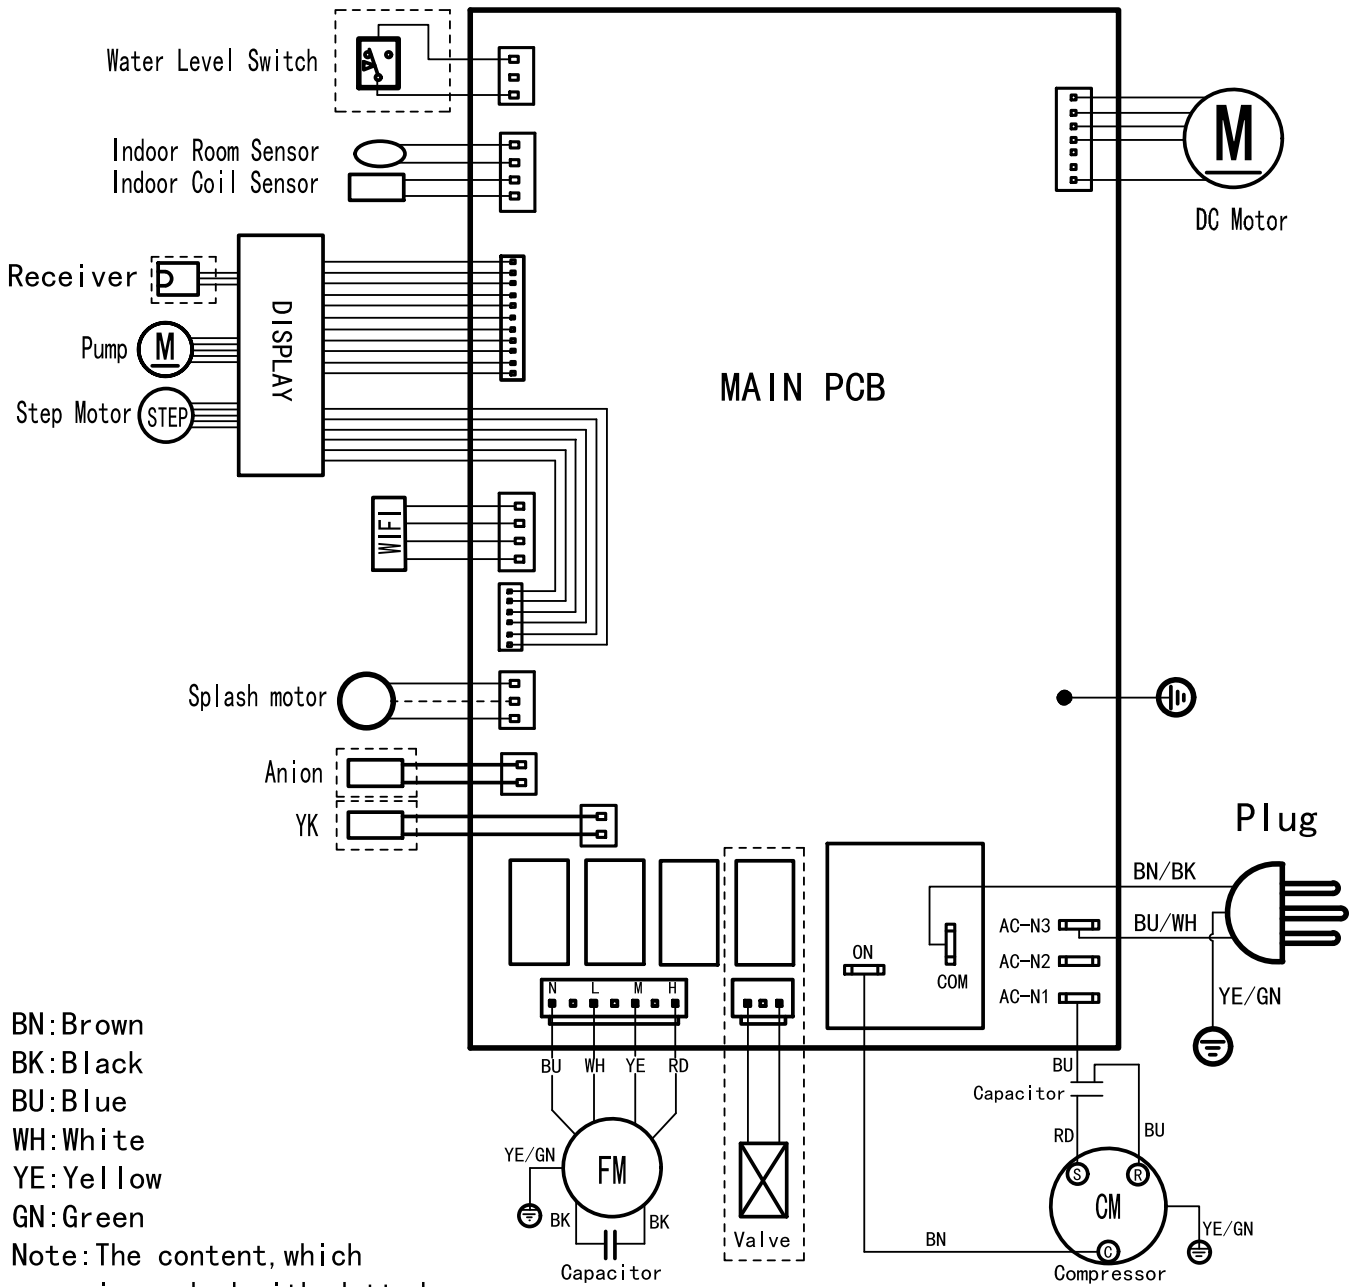 Water Level Switch
Indoor Room Sensor
Indoor Coil Sensor
M
DC Motor
Receiver
Pump
M
Step Motor
STEP
DISPLAY
MAIN PCB
WIFI
Splash motor
Anion
YK
Plug
BN/BK
BU/WH
YE/GN
AC-N3
AC-N2
AC-N1
ON
COM
N L M H
BU WH YE RD
YE/GN
FM
BK BK
Capacitor
Valve
BU
Capacitor
RD
BU
S R
CM
C
BN
YE/GN
Compressor
BN:Brown
BK:Black
BU:Blue
WH:White
YE:Yellow
GN:Green
Note:The content,which